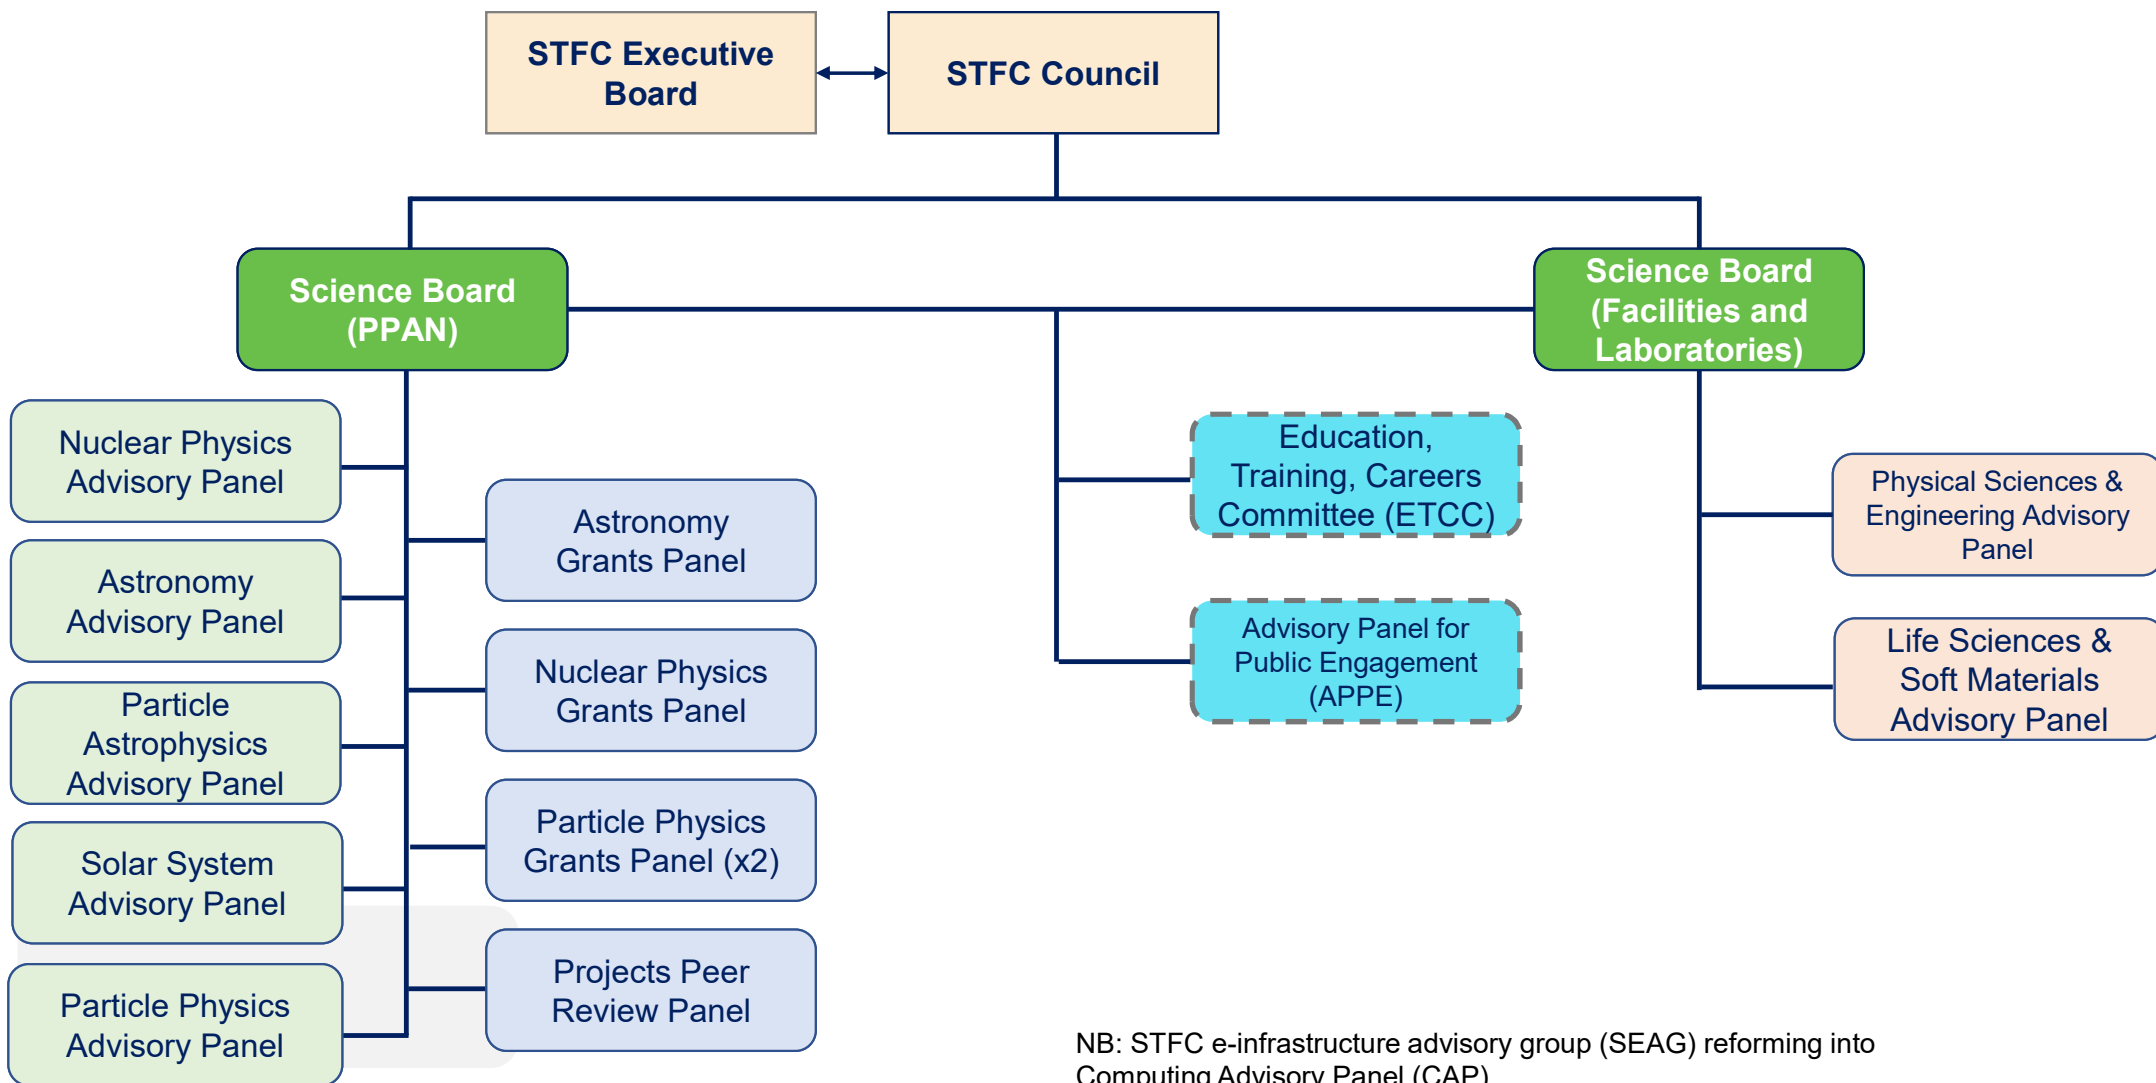 STFC Executive
Board
STFC Council
Science Board
(PPAN)
Science Board
(Facilities and
Laboratories)
Nuclear Physics
Advisory Panel
Astronomy
Advisory Panel
Particle
Astrophysics
Advisory Panel
Solar System
Advisory Panel
Particle Physics
Advisory Panel
Astronomy
Grants Panel
Nuclear Physics
Grants Panel
Particle Physics
Grants Panel (x2)
Projects Peer
Review Panel
Education,
Training, Careers
Committee (ETCC)
Advisory Panel for
Public Engagement
(APPE)
Physical Sciences &
Engineering Advisory
Panel
Life Sciences &
Soft Materials
Advisory Panel
NB: STFC e-infrastructure advisory group (SEAG) reforming into
Computing Advisory Panel (CAP)